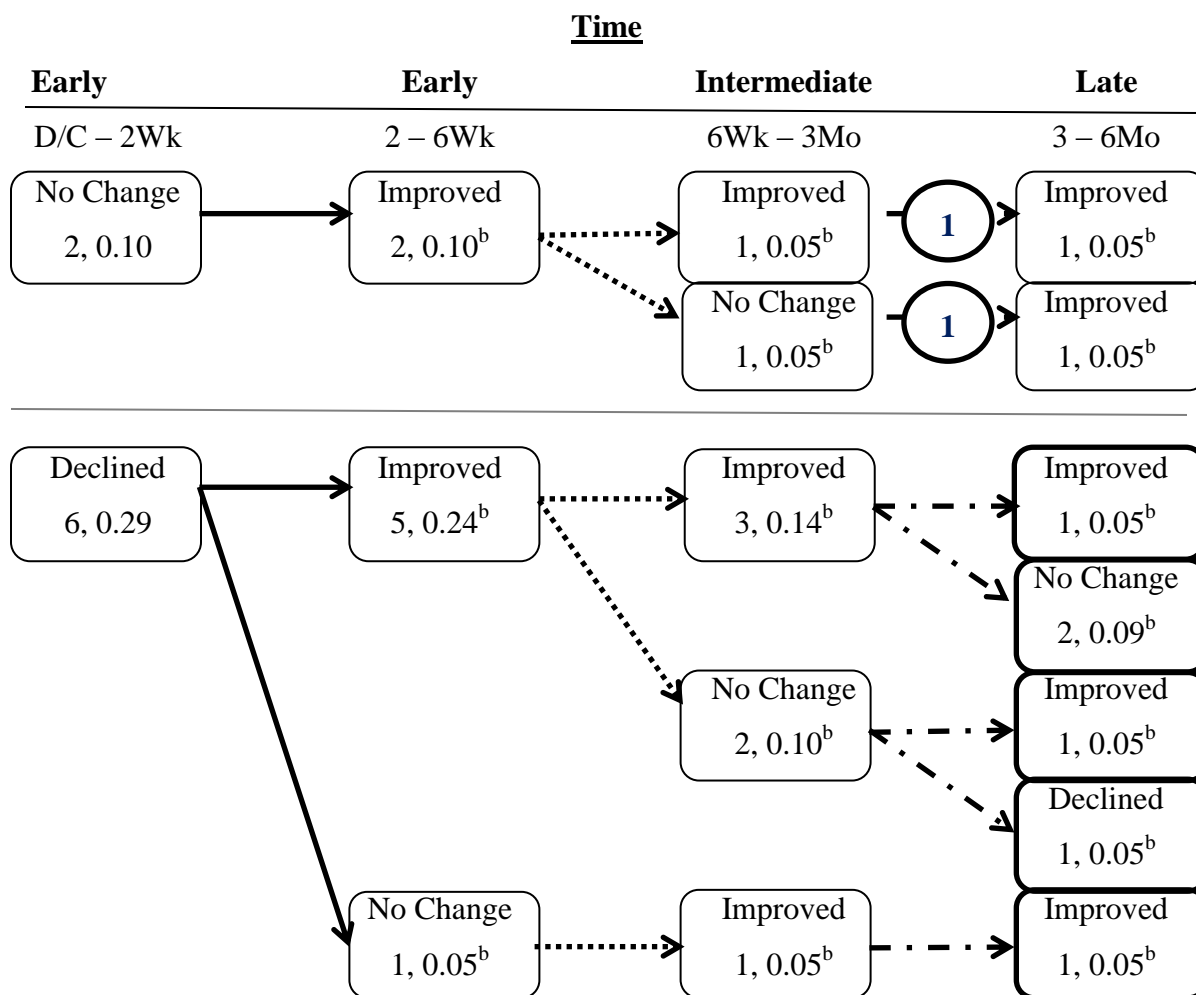 Time
Early Early Intermediate Late
D/C – 2Wk 2 – 6Wk 6Wk – 3Mo 3 – 6Mo
No Change Improved Improved Improved
2, 0.10 2, 0.10ᵇ 1, 0.05ᵇ 1 1, 0.05ᵇ
No Change Improved
1, 0.05ᵇ 1 1, 0.05ᵇ
Declined Improved Improved Improved
6, 0.29 5, 0.24ᵇ 3, 0.14ᵇ 1, 0.05ᵇ
No Change
2, 0.09ᵇ
No Change Improved
2, 0.10ᵇ 1, 0.05ᵇ
Declined
1, 0.05ᵇ
No Change Improved Improved
1, 0.05ᵇ 1, 0.05ᵇ 1, 0.05ᵇ